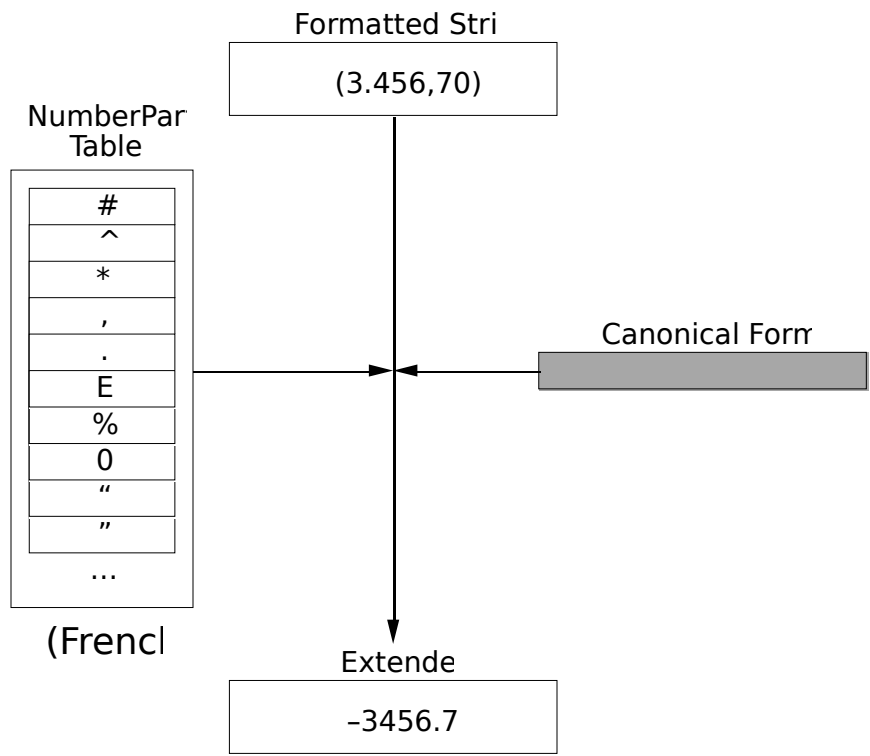 Formatted Stri
(3.456,70)
NumberPar
Table
#
^
*
,
.
E
%
0
“
”
...
(Frencl
Canonical Form
Extende
–3456.7